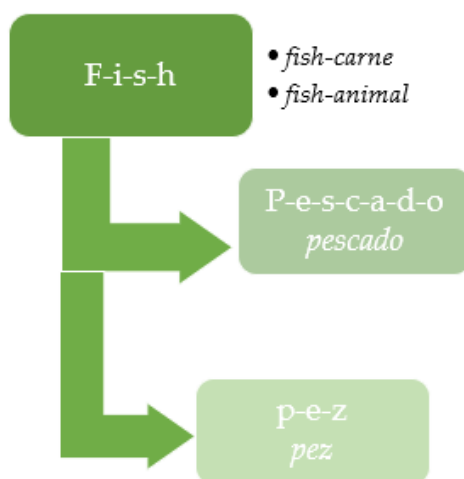 F-i-s-h
• fish-carne
• fish-animal
P-e-s-c-a-d-o
pescado
p-e-z
pez